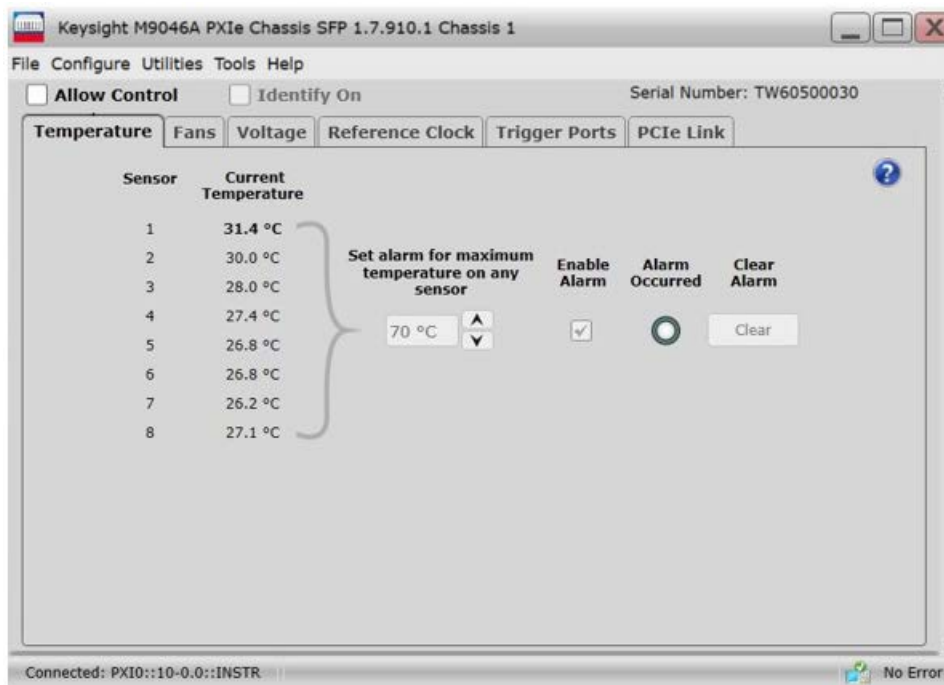 Keysight M9046A PXIe Chassis SFP 1.7.910.1 Chassis 1
File Configure Utilities Tools Help
Allow Control Identify On Serial Number: TW60500030
Temperature Fans Voltage Reference Clock Trigger Ports PCIe Link
Sensor Current Temperature
1 31.4 °C
2 30.0 °C
3 28.0 °C
4 27.4 °C
5 26.8 °C
6 26.8 °C
7 26.2 °C
8 27.1 °C
Set alarm for maximum
temperature on any
sensor
70 °C
Enable
Alarm
Alarm
Occurred
Clear
Alarm
Clear
?
Connected: PXI0::10-0.0::INSTR No Error